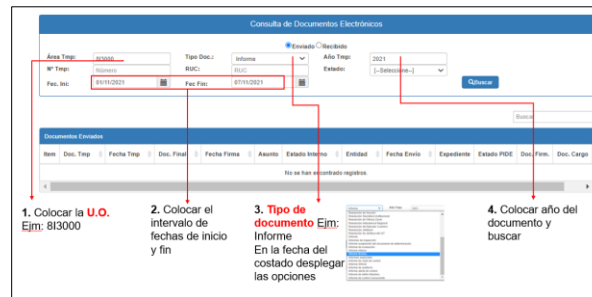 Consulta de Documentos Electrónicos
Enviado Recibido
Área Tmp: 8I3000 Tipo Doc.: Informe Año Tmp: 2021
Nº Tmp: Número RUC: RUC Estado: [--Seleccione--]
Fec. Ini: 01/11/2021 Fec Fin: 07/11/2021 Buscar
Buscar
Documentos Enviados
Item Doc. Tmp Fecha Tmp Doc. Final Fecha Firma Asunto Estado Interno Entidad Fecha Envío Expediente Estado PIDE Doc. Firm. Doc. Cargo
No se han encontrado registros.
1. Colocar la U.O.
Ejm: 8I3000
2. Colocar el
intervalo de
fechas de inicio
y fin
3. Tipo de
documento Ejm:
Informe
En la fecha del
costado desplegar
las opciones
4. Colocar año del
documento y
buscar